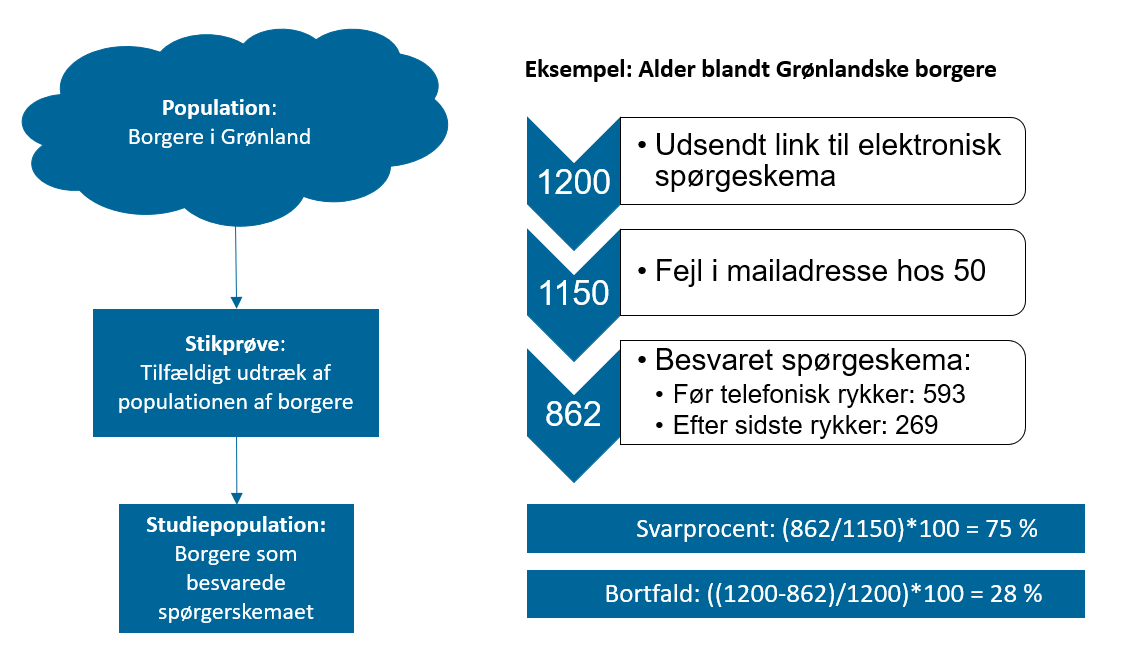 Population:
Borgere i Grønland
Stikprøve:
Tilfældigt udtræk af
populationen af borgere
Studiepopulation:
Borgere som
besvarede
spørgerskemaet
Eksempel: Alder blandt Grønlandske borgere
1200
• Udsendt link til elektronisk
spørgeskema
1150
• Fejl i mailadresse hos 50
862
• Besvaret spørgeskema:
• Før telefonisk rykker: 593
• Efter sidste rykker: 269
Svarprocent: (862/1150)*100 = 75 %
Bortfald: ((1200-862)/1200)*100 = 28 %